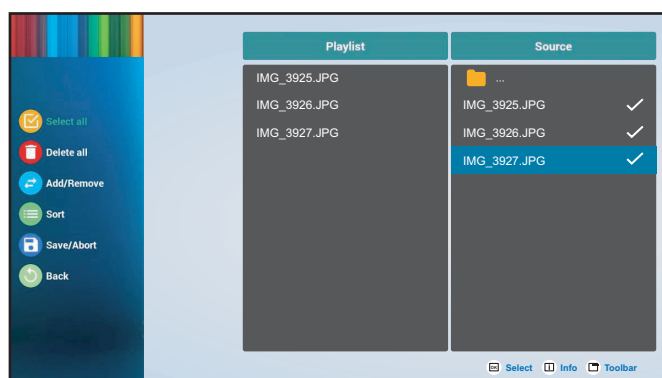 Playlist
Source
IMG_3925.JPG
IMG_3926.JPG
IMG_3927.JPG
...
IMG_3925.JPG
IMG_3926.JPG
IMG_3927.JPG
Select all
Delete all
Add/Remove
Sort
Save/Abort
Back
OK Select i Info Toolbar